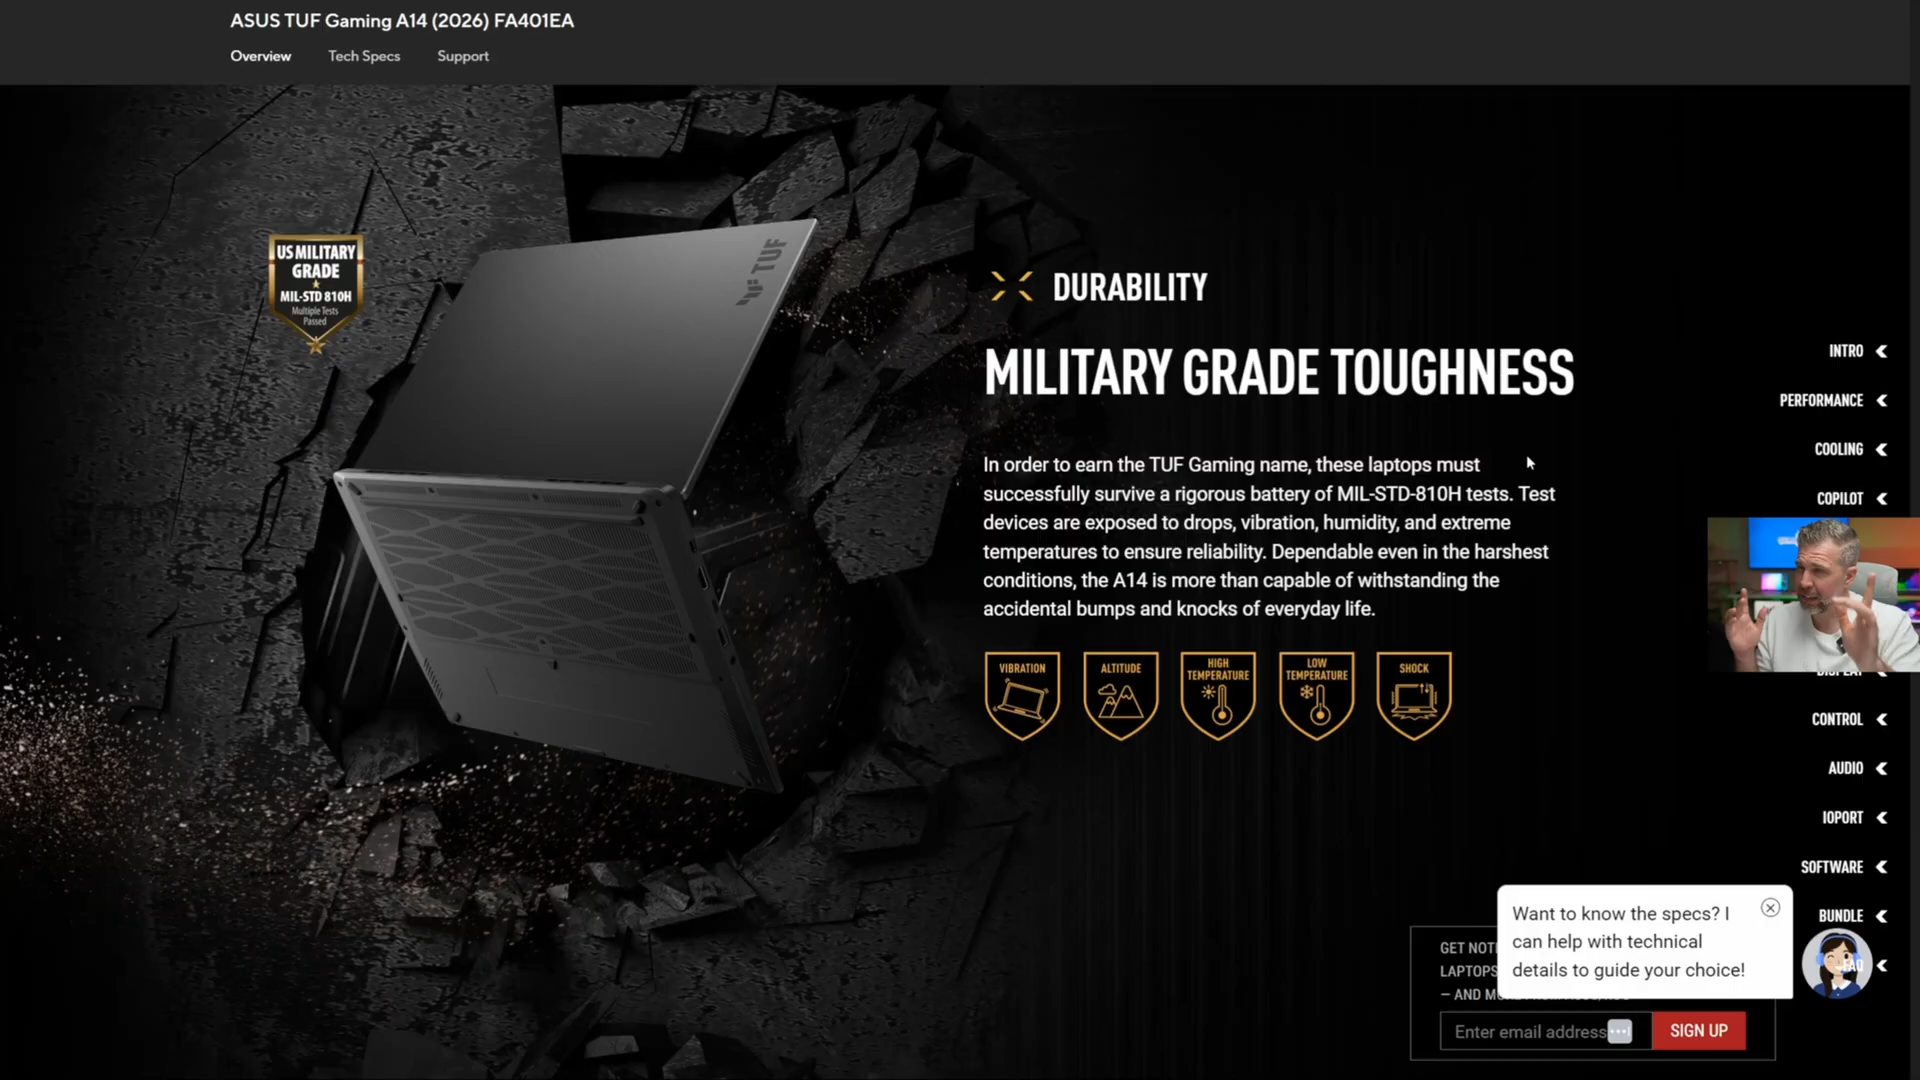 ASUS TUF Gaming A14 (2026) FA401EA
Overview
Tech Specs
Support
US MILITARY
GRADE
MIL-STD 810H
Multiple Tests
Passed
TUF
DURABILITY
MILITARY GRADE TOUGHNESS
In order to earn the TUF Gaming name, these laptops must
successfully survive a rigorous battery of MIL-STD-810H tests. Test
devices are exposed to drops, vibration, humidity, and extreme
temperatures to ensure reliability. Dependable even in the harshest
conditions, the A14 is more than capable of withstanding the
accidental bumps and knocks of everyday life.
VIBRATION
ALTITUDE
HIGH
TEMPERATURE
LOW
TEMPERATURE
SHOCK
INTRO
PERFORMANCE
COOLING
COPILOT
DISPLAY
CONTROL
AUDIO
IOPORT
SOFTWARE
BUNDLE
FAQ
Want to know the specs? I
can help with technical
details to guide your choice!
GET
LAPTOPS
— AND
Enter email address
SIGN UP